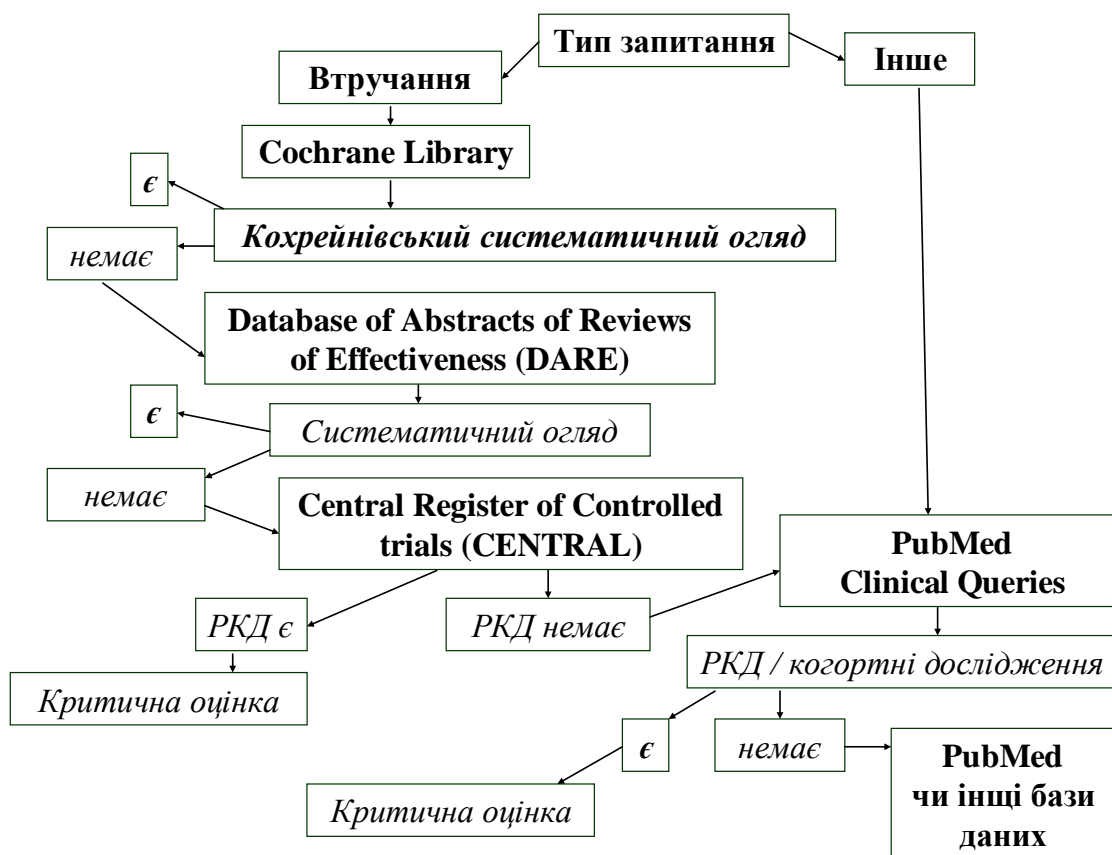 Тип запитання
Інше
Втручання
Cochrane Library
є
Кохрейнівський систематичний огляд
немає
Database of Abstracts of Reviews
of Effectiveness (DARE)
є
Систематичний огляд
немає
Central Register of Controlled
trials (CENTRAL)
PubMed
Clinical Queries
РКД є
РКД немає
РКД / когортні дослідження
Критична оцінка
є
немає
PubMed
чи інщі бази
даних
Критична оцінка